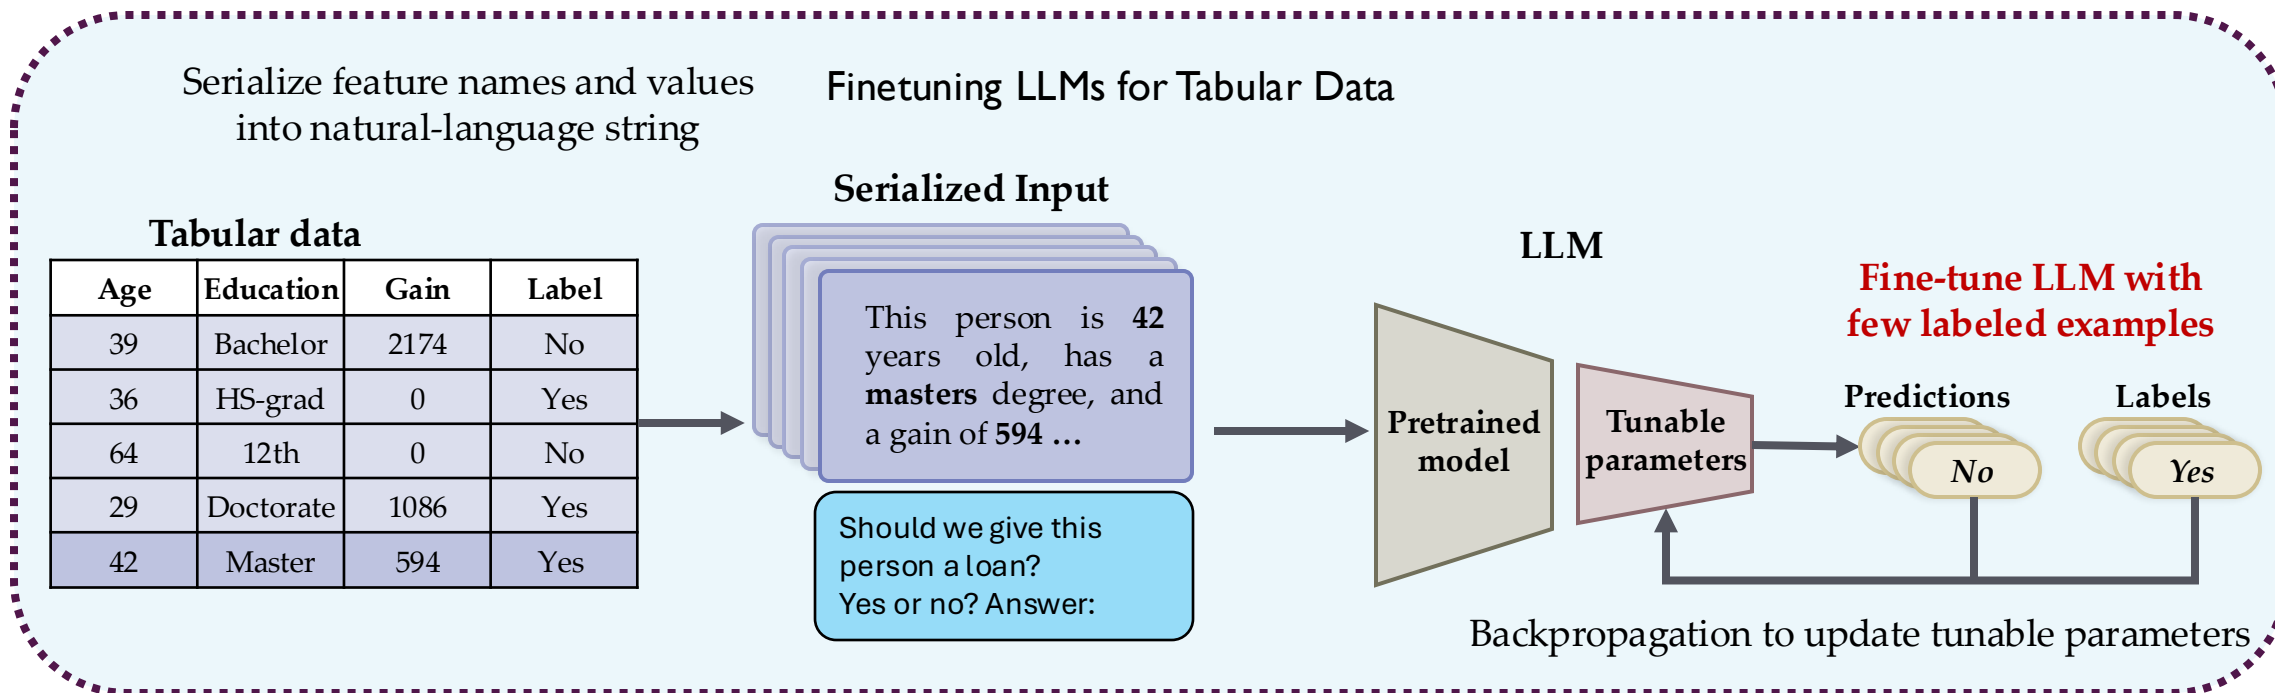 Serialize feature names and values
into natural-language string
Finetuning LLMs for Tabular Data
Tabular data
Age Education Gain Label
39 Bachelor 2174 No
36 HS-grad 0 Yes
64 12th 0 No
29 Doctorate 1086 Yes
42 Master 594 Yes
Serialized Input
This person is 42
years old, has a
masters degree, and
a gain of 594 ...
Should we give this
person a loan?
Yes or no? Answer:
LLM
Pretrained
model
Tunable
parameters
Fine-tune LLM with
few labeled examples
Predictions
No
Labels
Yes
Backpropagation to update tunable parameters